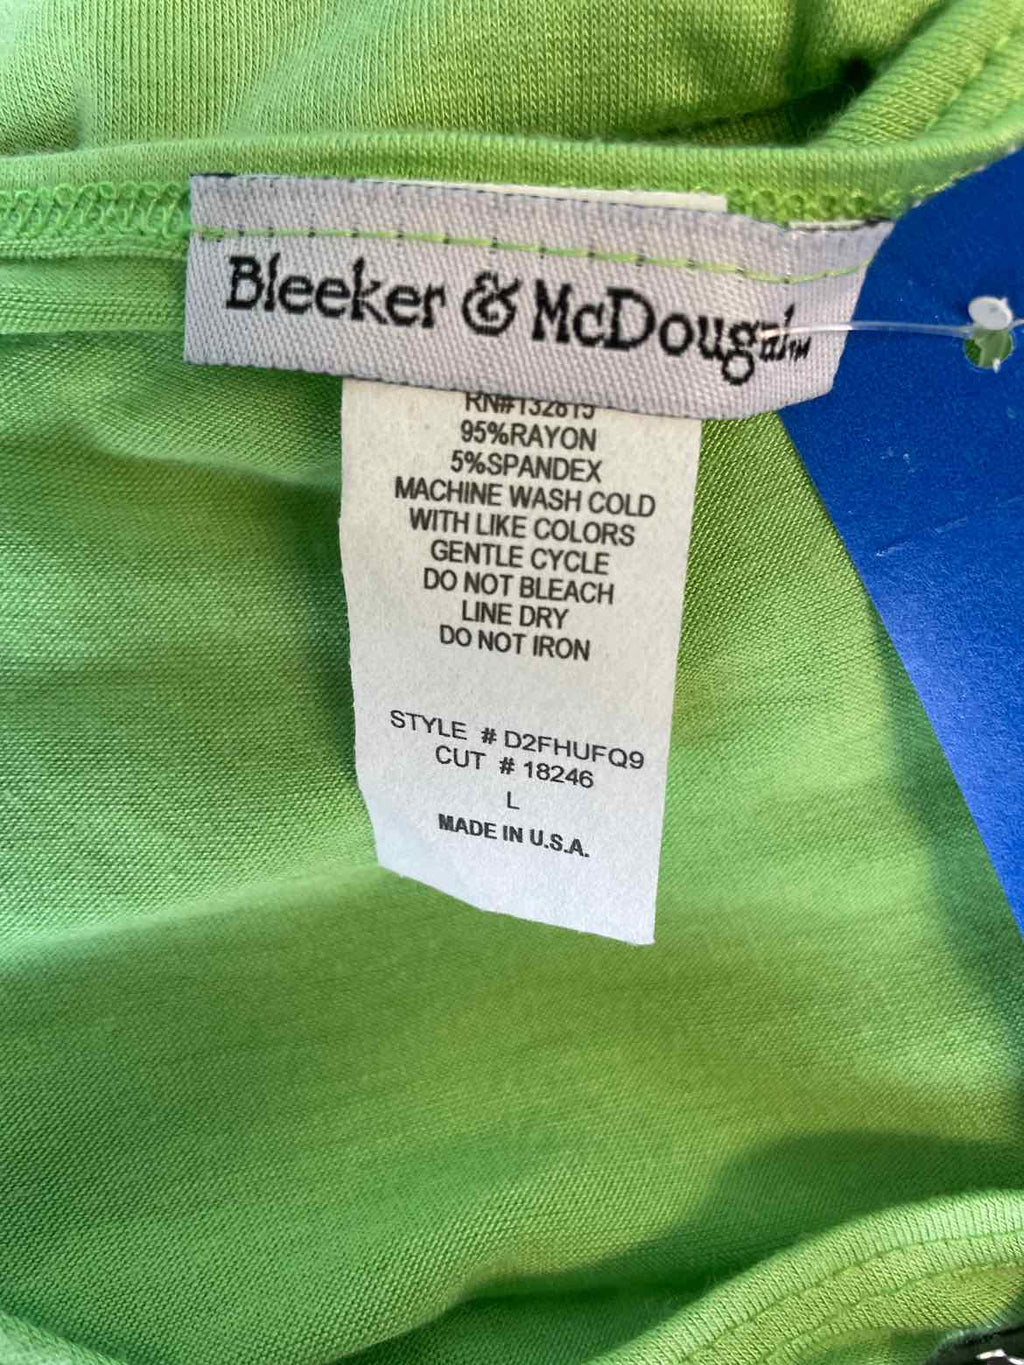 Bleeker & McDougal™
RN#132815
95%RAYON
5%SPANDEX
MACHINE WASH COLD
WITH LIKE COLORS
GENTLE CYCLE
DO NOT BLEACH
LINE DRY
DO NOT IRON
STYLE # D2FHUFQ9
CUT # 18246
L
MADE IN U.S.A.